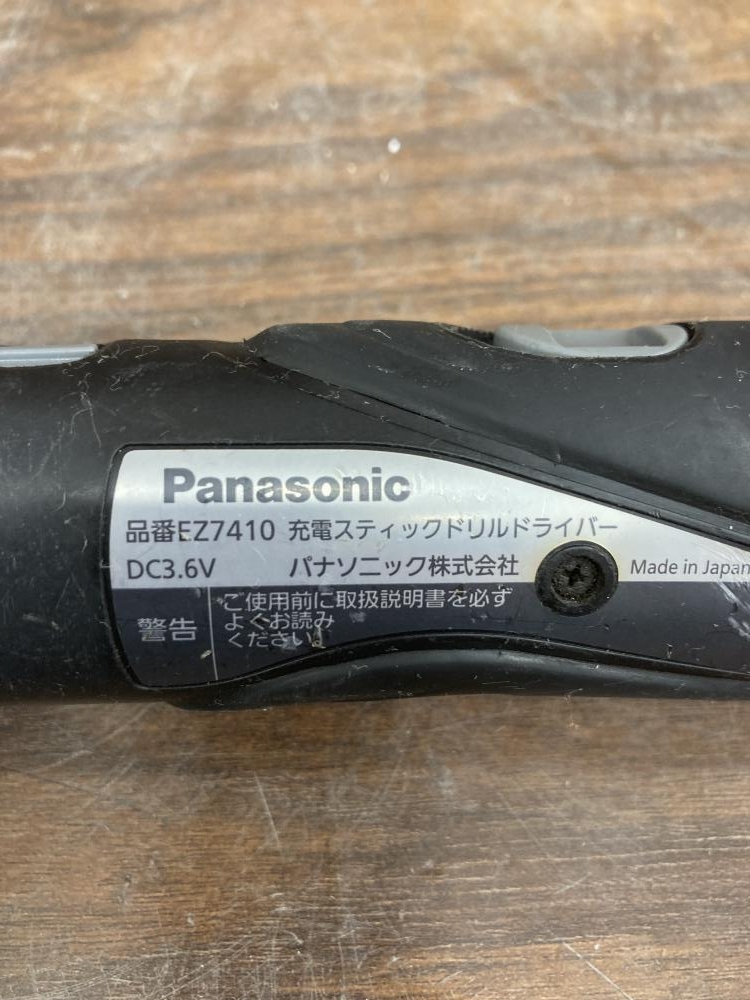 Panasonic
品番EZ7410 充電スティックドリルドライバー
DC3.6V パナソニック株式会社 Made in Japan
警告
ご使用前に取扱説明書を必ず
よくお読み
ください。